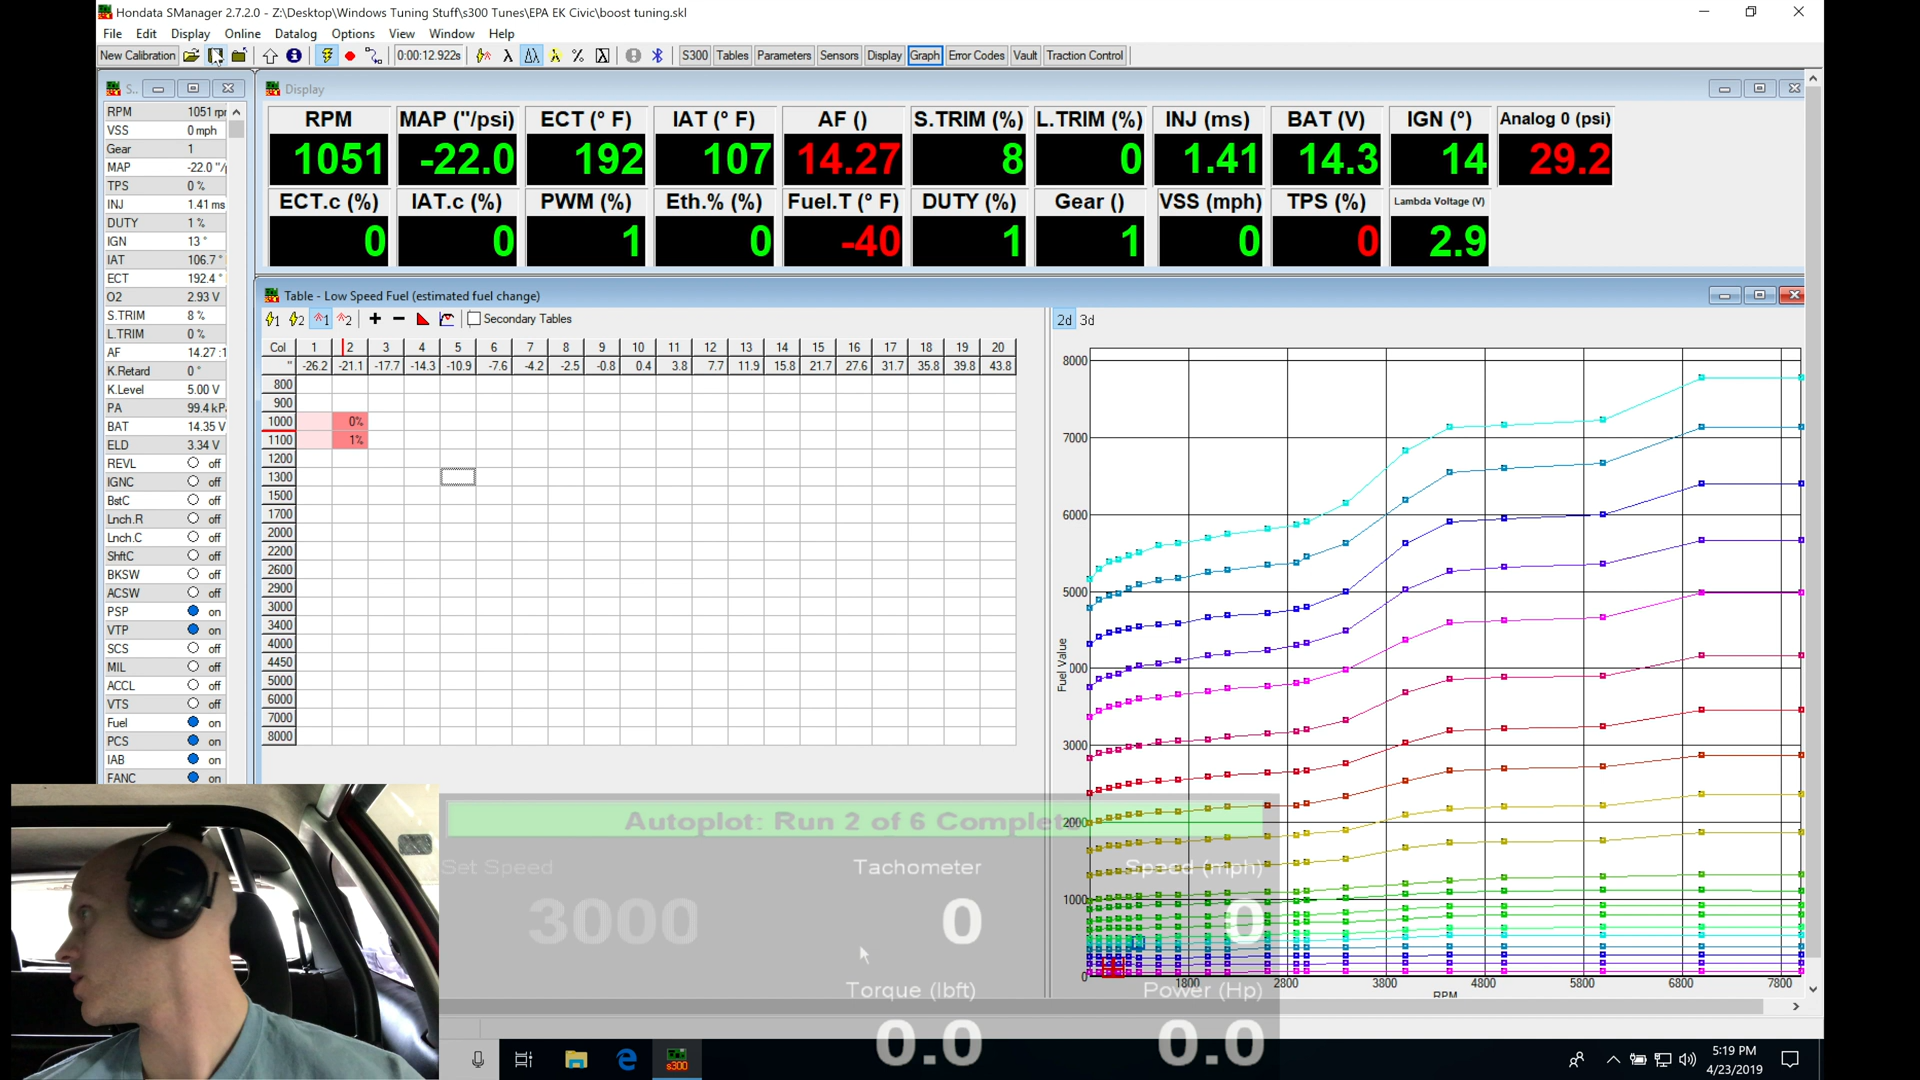 Hondata SManager 2.7.2.0 - Z:\Desktop\Windows Tuning Stuff\s300 Tunes\EPA EK Civic\boost tuning.skl
File Edit Display Online Datalog Options View Window Help
New Calibration 0:00:12.922s λ % S300 Tables Parameters Sensors Display Graph Error Codes Vault Traction Control
S..
RPM 1051 rpr
VSS 0 mph
Gear 1
MAP -22.0 "/
TPS 0 %
INJ 1.41 ms
DUTY 1 %
IGN 13 °
IAT 106.7 °
ECT 192.4 °
O2 2.93 V
S.TRIM 8 %
L.TRIM 0 %
AF 14.27 :1
K.Retard 0 °
K.Level 5.00 V
PA 99.4 kP
BAT 14.35 V
ELD 3.34 V
REVL off
IGNC off
BstC off
Lnch.R off
Lnch.C off
ShftC off
BKSW off
ACSW off
PSP on
VTP on
SCS off
MIL off
ACCL off
VTS off
Fuel on
PCS on
IAB on
FANC on
Display
RPM MAP ("/psi) ECT (° F) IAT (° F) AF () S.TRIM (%) L.TRIM (%) INJ (ms) BAT (V) IGN (°) Analog 0 (psi)
1051 -22.0 192 107 14.27 8 0 1.41 14.3 14 29.2
ECT.c (%) IAT.c (%) PWM (%) Eth.% (%) Fuel.T (° F) DUTY (%) Gear () VSS (mph) TPS (%) Lambda Voltage (V)
0 0 1 0 -40 1 1 0 0 2.9
Table - Low Speed Fuel (estimated fuel change)
1 2 1 2 + − Secondary Tables
Col 1 2 3 4 5 6 7 8 9 10 11 12 13 14 15 16 17 18 19 20
" -26.2 -21.1 -17.7 -14.3 -10.9 -7.6 -4.2 -2.5 -0.8 0.4 3.8 7.7 11.9 15.8 21.7 27.6 31.7 35.8 39.8 43.8
800
900
1000 0%
1100 1%
1200
1300
1500
1700
2000
2200
2600
2900
3000
3400
4000
4450
5000
6000
7000
8000
2d 3d
8000
7000
6000
5000
000
3000
2000
1000
0
Fuel Value
1800 2800 3800 4800 5800 6800 7800
RPM
Autoplot: Run 2 of 6 Complet
Set Speed Tachometer Speed (mph)
3000 0 0
Torque (lbft) Power (Hp)
0.0 0.0
s300
5:19 PM
4/23/2019